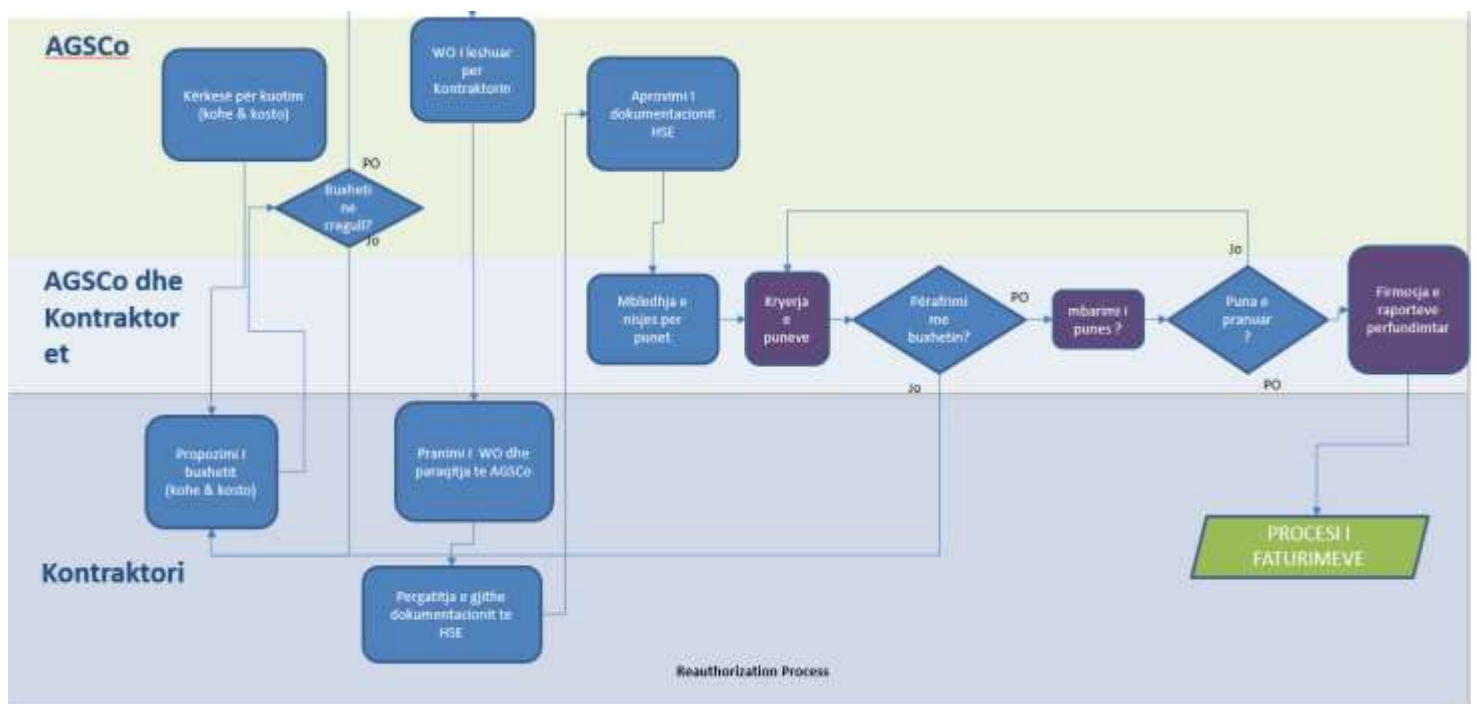 AGSCo
Kërkesë për kuotim
(kohe & kosto)
WO I leshuar
per
Kontraktorin
Aprovimi I
dokumentacionit
HSE
PO
Buxheti
ne
rregull?
Jo
AGSCo dhe
Kontraktor
et
Mbledhja e
nisjes per
punet
Kryerja
e
puneve
Përafrimi
me
buxhetin?
PO
Jo
mbarimi i
punes ?
Jo
Puna e
pranuar
?
PO
Firmosja e
raporteve
perfundimtar
Propozimi I
buxhetit
(kohe & kosto)
Pranimi I WO dhe
paraqitja te AGSCo
Kontraktori
Pergatitja e gjithe
dokumentacionit te
HSE
PROCESI I
FATURIMEVE
Reauthorization Process